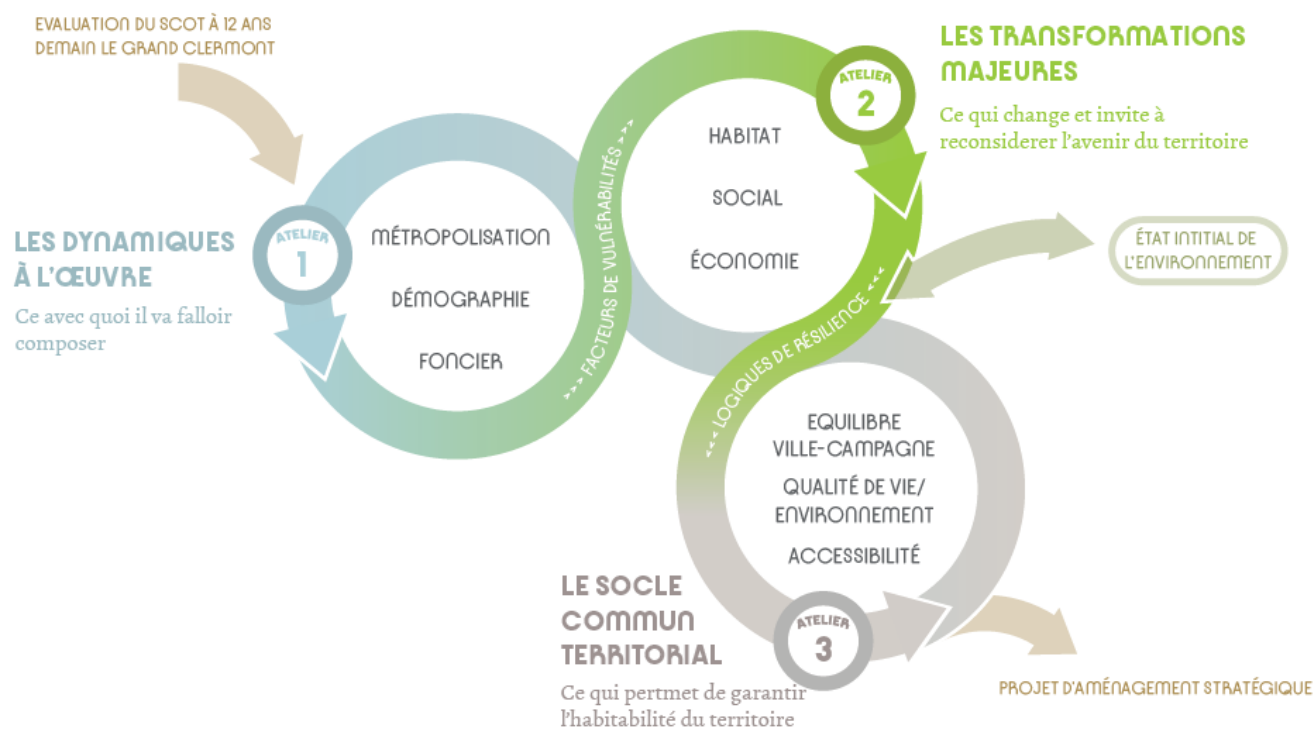 EVALUATION DU SCOT À 12 ANS
DEMAIN LE GRAND CLERMONT
LES DYNAMIQUES
À L'ŒUVRE
Ce avec quoi il va falloir
composer
ATELIER
1
MÉTROPOLISATION
DÉMOGRAPHIE
FONCIER
>>> FACTEURS DE VULNÉRABILITÉS >>>
HABITAT
SOCIAL
ÉCONOMIE
ATELIER
2
LES TRANSFORMATIONS
MAJEURES
Ce qui change et invite à
reconsiderer l'avenir du territoire
ÉTAT INTITIAL DE
L'ENVIRONNEMENT
<<< LOGIQUES DE RÉSILIENCE <<<
EQUILIBRE
VILLE-CAMPAGNE
QUALITÉ DE VIE/
ENVIRONNEMENT
ACCESSIBILITÉ
LE SOCLE
COMMUN
TERRITORIAL
Ce qui pertmet de garantir
l'habitabilité du territoire
ATELIER
3
PROJET D'AMÉNAGEMENT STRATÉGIQUE